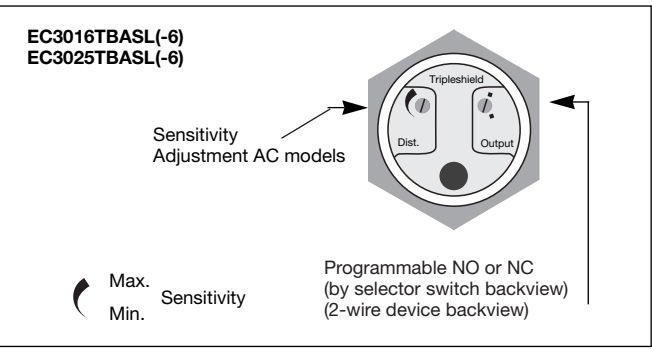 EC3016TBASL(-6)
EC3025TBASL(-6)
Tripleshield
Dist.
Output
Sensitivity
Adjustment AC models
Max.
Min.
Sensitivity
Programmable NO or NC
(by selector switch backview)
(2-wire device backview)